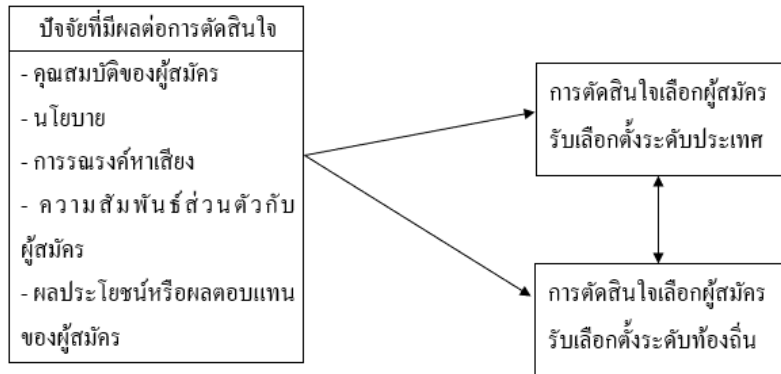 ปัจจัยที่มีผลต่อการตัดสินใจ
- คุณสมบัติของผู้สมัคร
- นโยบาย
- การรณรงค์หาเสียง
- ความสัมพันธ์ส่วนตัวกับ
ผู้สมัคร
- ผลประโยชน์หรือผลตอบแทน
ของผู้สมัคร
การตัดสินใจเลือกผู้สมัคร
รับเลือกตั้งระดับประเทศ
การตัดสินใจเลือกผู้สมัคร
รับเลือกตั้งระดับท้องถิ่น